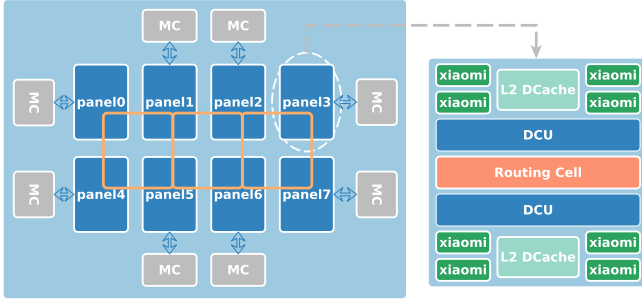 MC MC
MC panel0 panel1 panel2 panel3 MC
MC panel4 panel5 panel6 panel7 MC
MC MC
xiaomi L2 DCache xiaomi
xiaomi xiaomi
DCU
Routing Cell
DCU
xiaomi L2 DCache xiaomi
xiaomi xiaomi